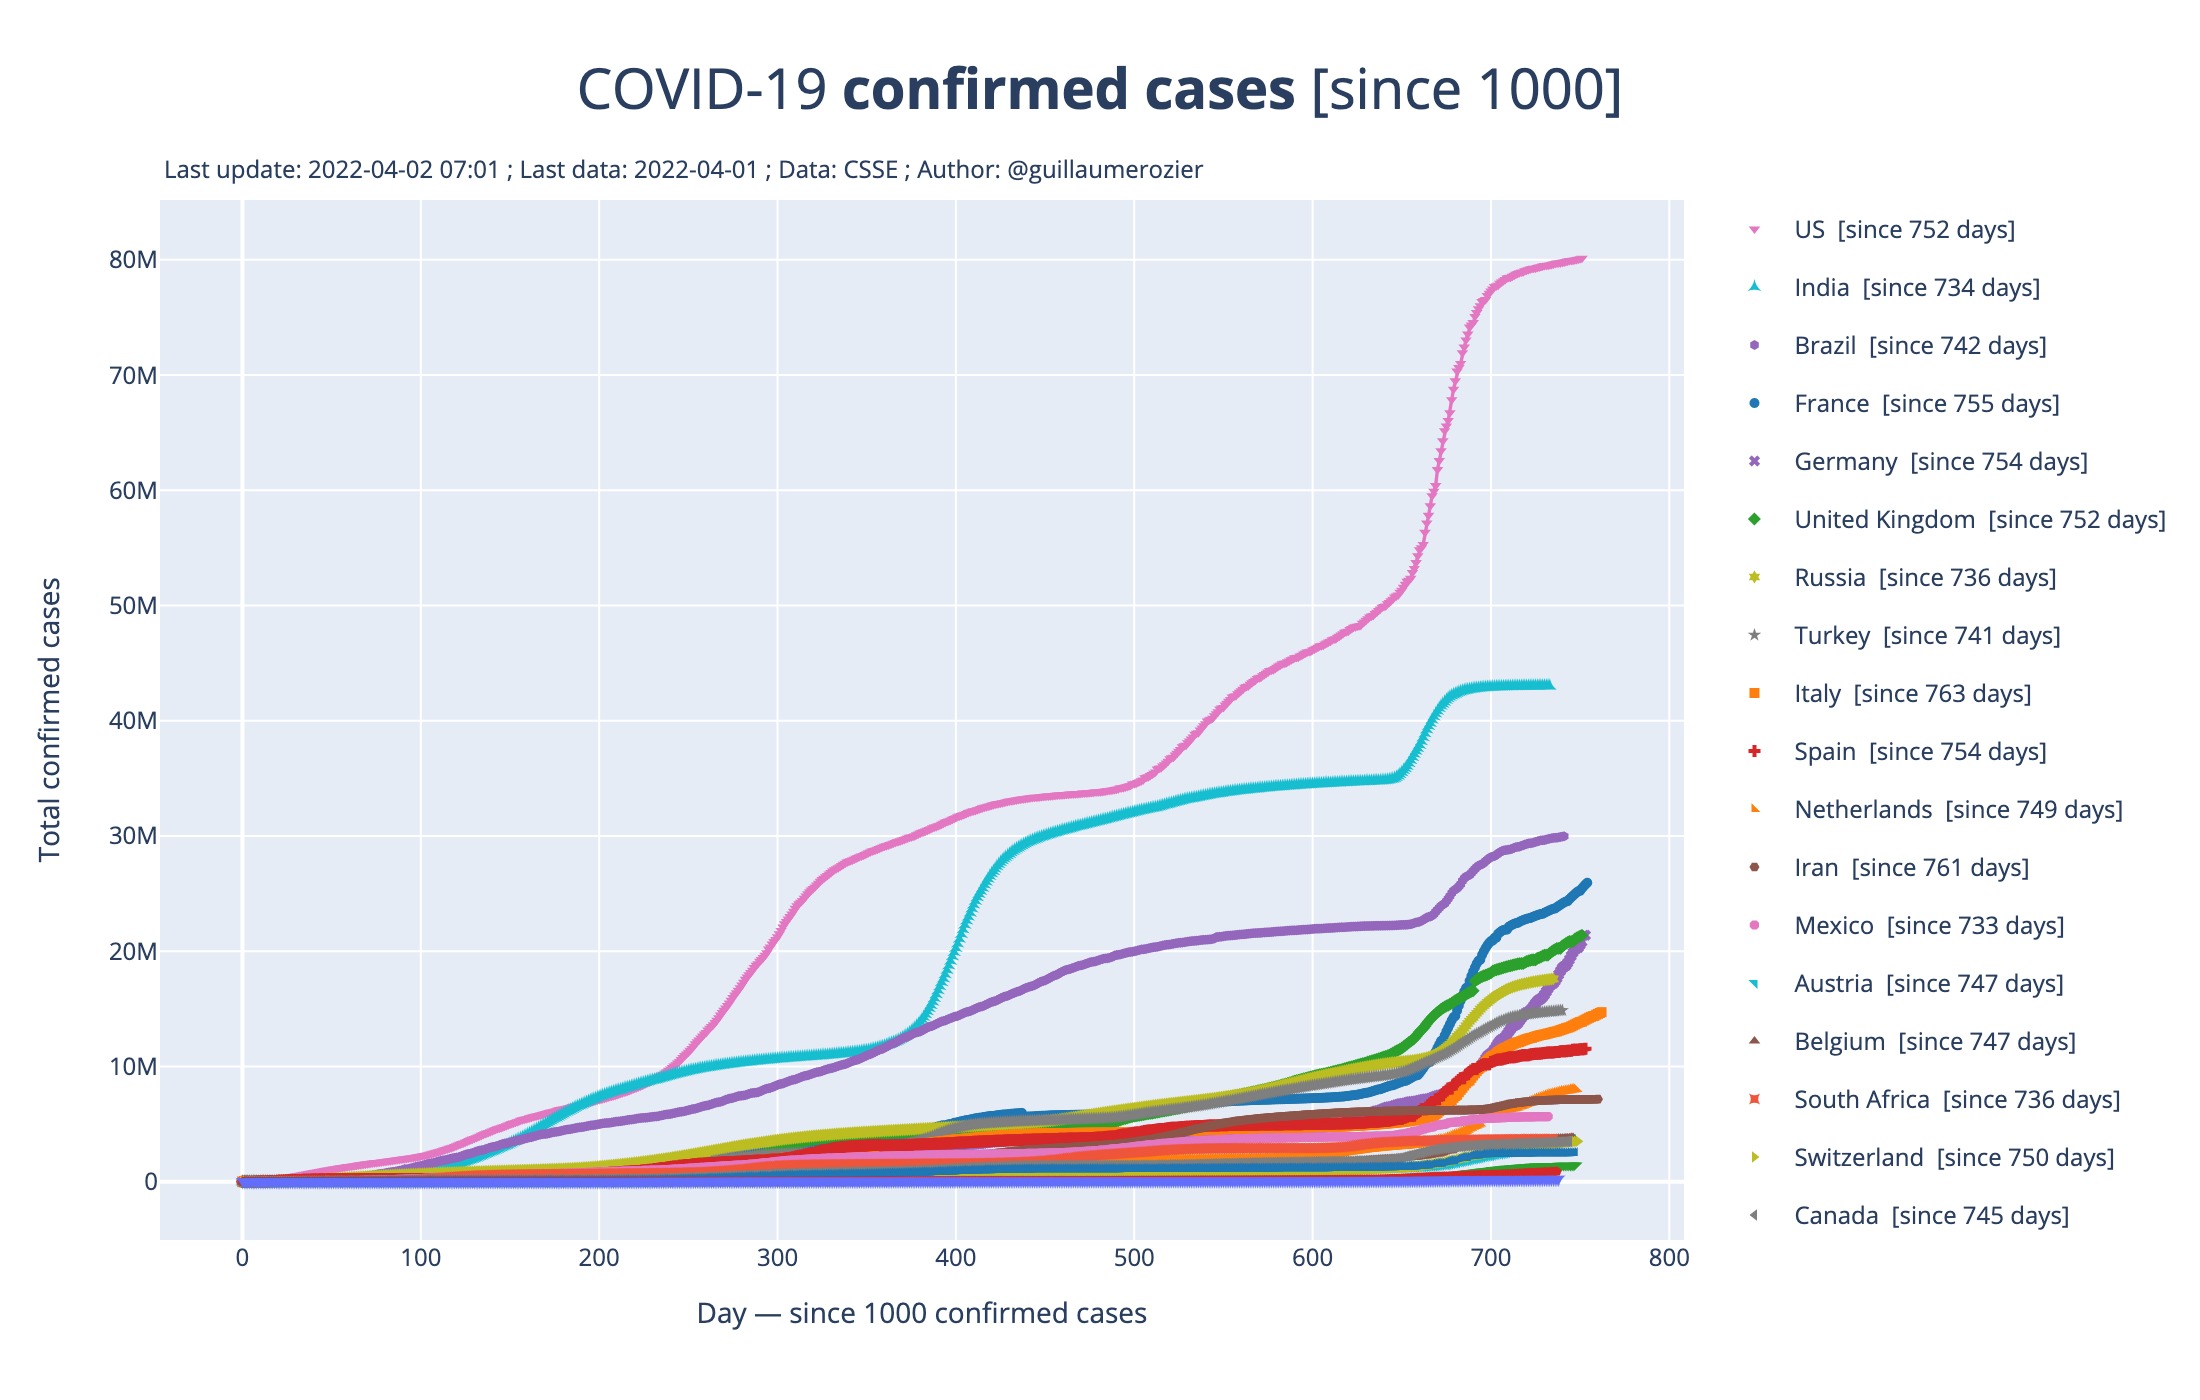 COVID-19 confirmed cases [since 1000]
Last update: 2022-04-02 07:01 ; Last data: 2022-04-01 ; Data: CSSE ; Author: @guillaumerozier
Total confirmed cases
80M
70M
60M
50M
40M
30M
20M
10M
0
0 100 200 300 400 500 600 700 800
Day — since 1000 confirmed cases
US [since 752 days]
India [since 734 days]
Brazil [since 742 days]
France [since 755 days]
Germany [since 754 days]
United Kingdom [since 752 days]
Russia [since 736 days]
Turkey [since 741 days]
Italy [since 763 days]
Spain [since 754 days]
Netherlands [since 749 days]
Iran [since 761 days]
Mexico [since 733 days]
Austria [since 747 days]
Belgium [since 747 days]
South Africa [since 736 days]
Switzerland [since 750 days]
Canada [since 745 days]